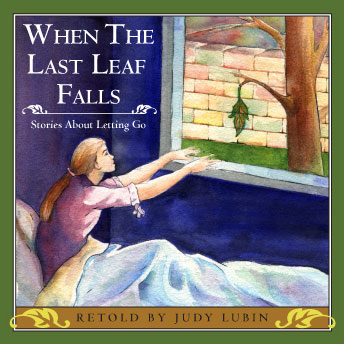 When The
Last Leaf
Falls
Stories About Letting Go
Retold by Judy Lubin